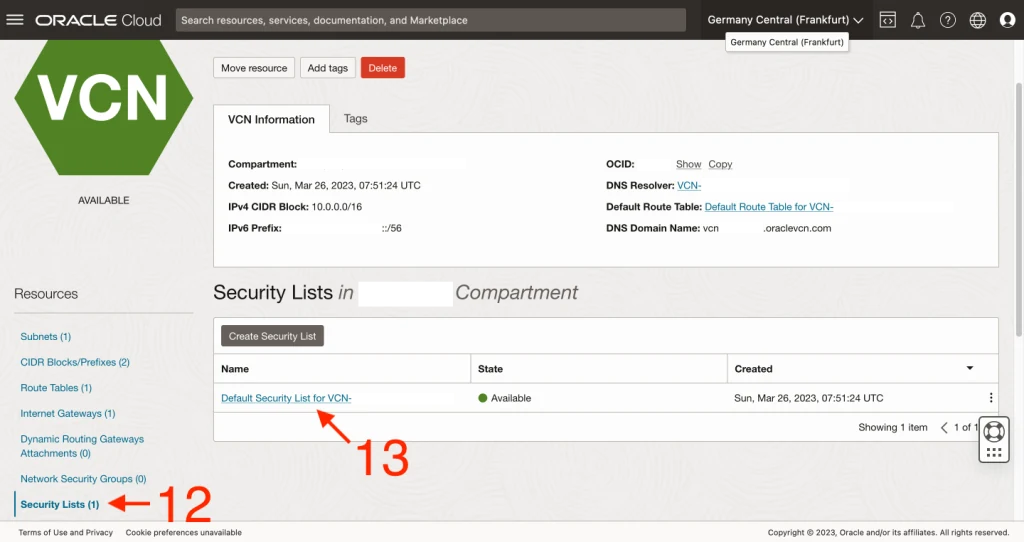 ORACLE Cloud
Search resources, services, documentation, and Marketplace
Germany Central (Frankfurt)
Germany Central (Frankfurt)
VCN
AVAILABLE
Move resource
Add tags
Delete
VCN Information
Tags
Compartment:
Created: Sun, Mar 26, 2023, 07:51:24 UTC
IPv4 CIDR Block: 10.0.0.0/16
IPv6 Prefix: ::/56
OCID: Show Copy
DNS Resolver: VCN-
Default Route Table: Default Route Table for VCN-
DNS Domain Name: vcn .oraclevcn.com
Resources
Subnets (1)
CIDR Blocks/Prefixes (2)
Route Tables (1)
Internet Gateways (1)
Dynamic Routing Gateways
Attachments (0)
Network Security Groups (0)
Security Lists (1)
12
Security Lists in Compartment
Create Security List
Name State Created
Default Security List for VCN- Available Sun, Mar 26, 2023, 07:51:24 UTC
13
Showing 1 item 1 of 1
Terms of Use and Privacy Cookie preferences unavailable
Copyright © 2023, Oracle and/or its affiliates. All rights reserved.